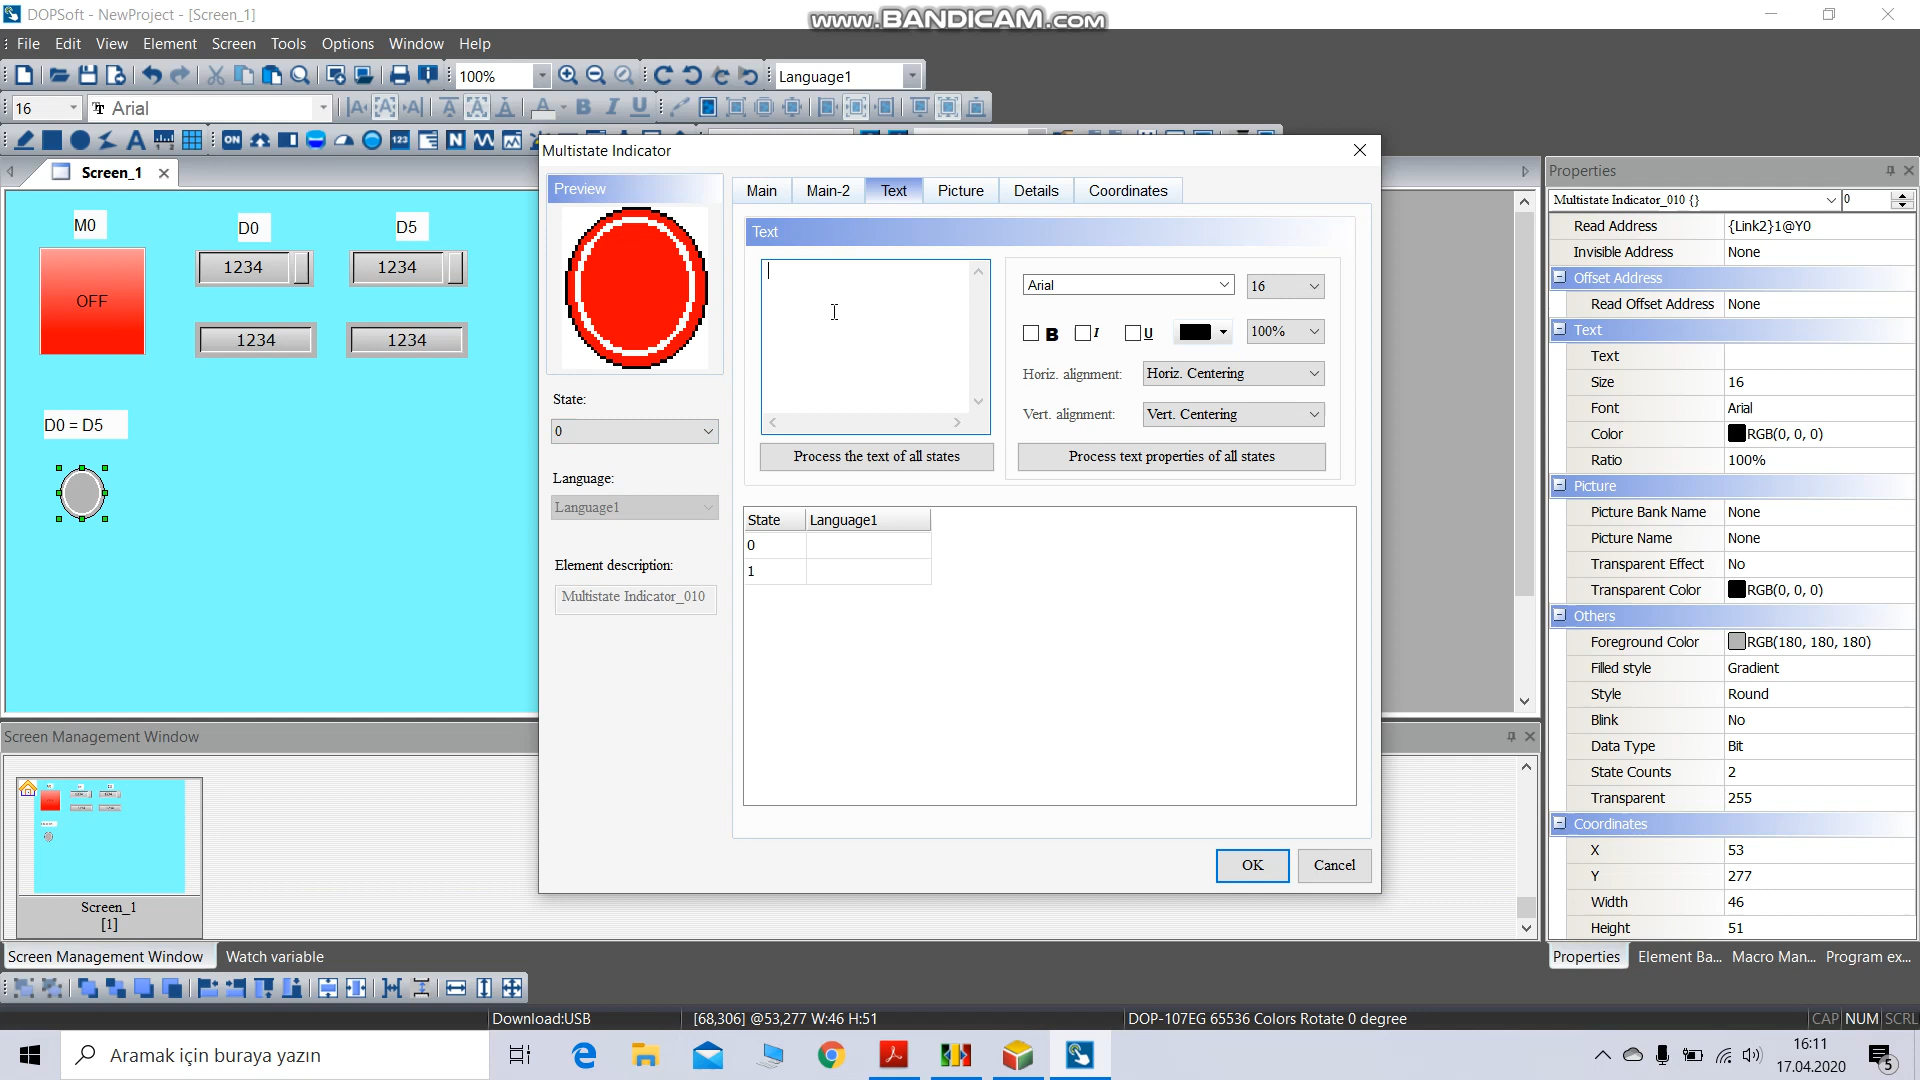 DOPSoft - NewProject - [Screen_1]
www.BANDICAM.com
File Edit View Element Screen Tools Options Window Help
100% Language1
16 Arial
Screen_1
M0 D0 D5
1234 1234
OFF
1234 1234
D0 = D5
Multistate Indicator
Preview
Main Main-2 Text Picture Details Coordinates
Text
Arial 16
B I U 100%
Horiz. alignment: Horiz. Centering
Vert. alignment: Vert. Centering
Process the text of all states Process text properties of all states
State:
0
Language:
Language1
Element description:
Multistate Indicator_010
State Language1
0
1
OK Cancel
Properties
Multistate Indicator_010 {} 0
Read Address {Link2}1@Y0
Invisible Address None
Offset Address
Read Offset Address None
Text
Text
Size 16
Font Arial
Color RGB(0, 0, 0)
Ratio 100%
Picture
Picture Bank Name None
Picture Name None
Transparent Effect No
Transparent Color RGB(0, 0, 0)
Others
Foreground Color RGB(180, 180, 180)
Filled style Gradient
Style Round
Blink No
Data Type Bit
State Counts 2
Transparent 255
Coordinates
X 53
Y 277
Width 46
Height 51
Properties Element Ba... Macro Man... Program ex...
Screen Management Window
Screen_1
[1]
Screen Management Window Watch variable
Download:USB [68,306] @53,277 W:46 H:51 DOP-107EG 65536 Colors Rotate 0 degree CAP NUM SCRL
Aramak için buraya yazın
16:11
17.04.2020
5